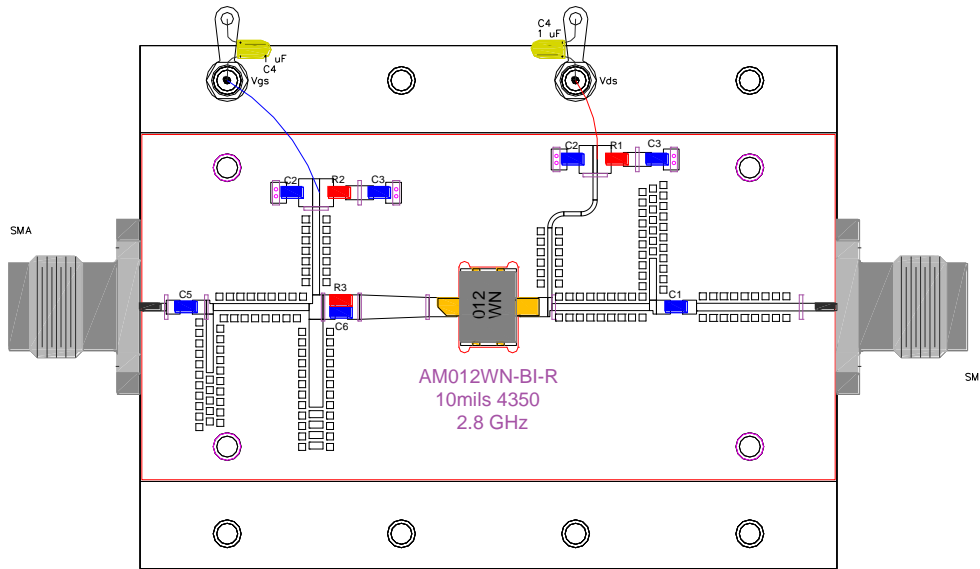 C4
1 uF
1 uF
C4
Vgs
Vds
C2
R1
C3
C2
R2
C3
SMA
C5
R3
C6
012
WN
C1
AM012WN-BI-R
10mils 4350
2.8 GHz
SM